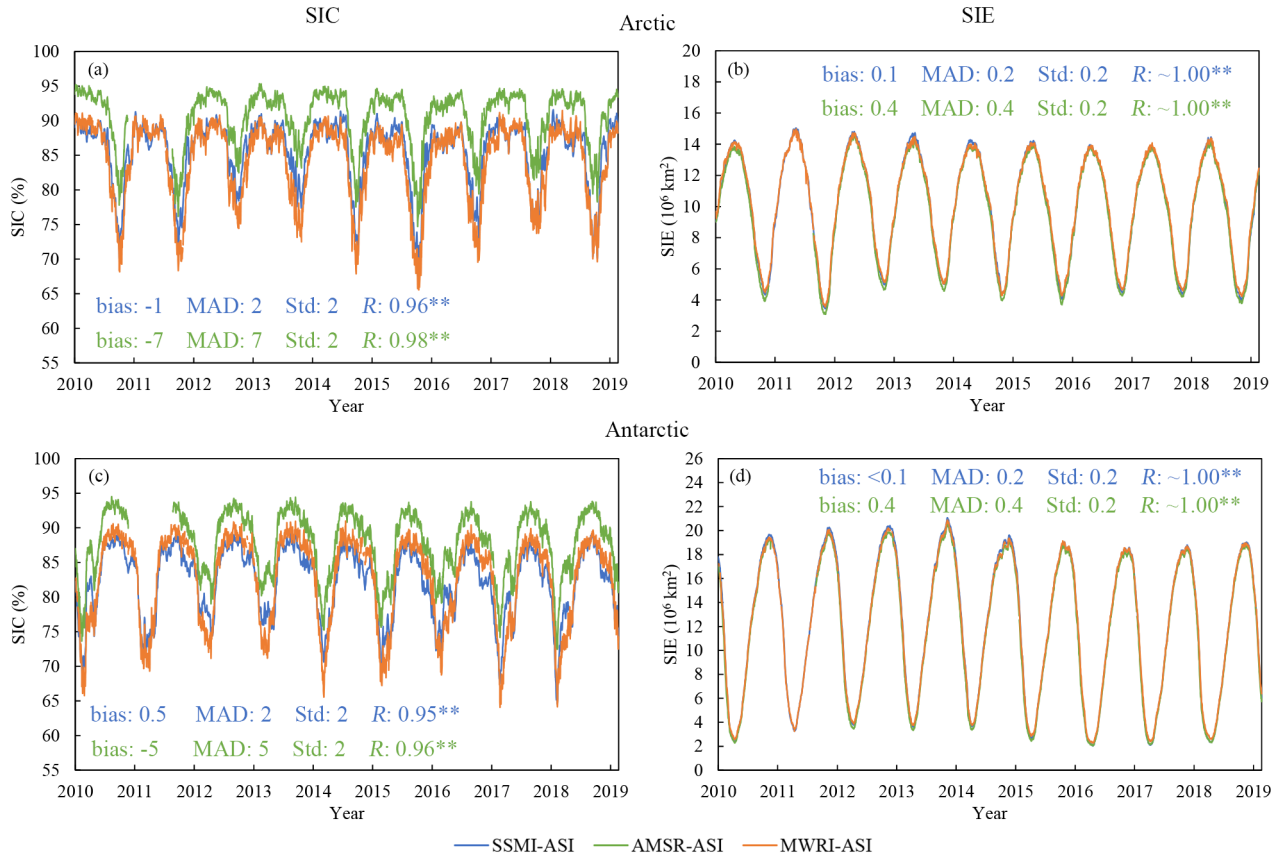 SIC
SIE
Arctic
(a)
100
95
90
85
80
75
70
65
60
55
SIC (%)
bias: -1 MAD: 2 Std: 2 R: 0.96**
bias: -7 MAD: 7 Std: 2 R: 0.98**
2010 2011 2012 2013 2014 2015 2016 2017 2018 2019
Year
(b)
bias: 0.1 MAD: 0.2 Std: 0.2 R: ~1.00**
bias: 0.4 MAD: 0.4 Std: 0.2 R: ~1.00**
20
18
16
14
12
10
8
6
4
2
0
SIE (10⁶ km²)
2010 2011 2012 2013 2014 2015 2016 2017 2018 2019
Year
Antarctic
(c)
100
95
90
85
80
75
70
65
60
55
SIC (%)
bias: 0.5 MAD: 2 Std: 2 R: 0.95**
bias: -5 MAD: 5 Std: 2 R: 0.96**
2010 2011 2012 2013 2014 2015 2016 2017 2018 2019
Year
(d)
bias: <0.1 MAD: 0.2 Std: 0.2 R: ~1.00**
bias: 0.4 MAD: 0.4 Std: 0.2 R: ~1.00**
26
24
22
20
18
16
14
12
10
8
6
4
2
0
SIE (10⁶ km²)
2010 2011 2012 2013 2014 2015 2016 2017 2018 2019
Year
SSMI-ASI AMSR-ASI MWRI-ASI